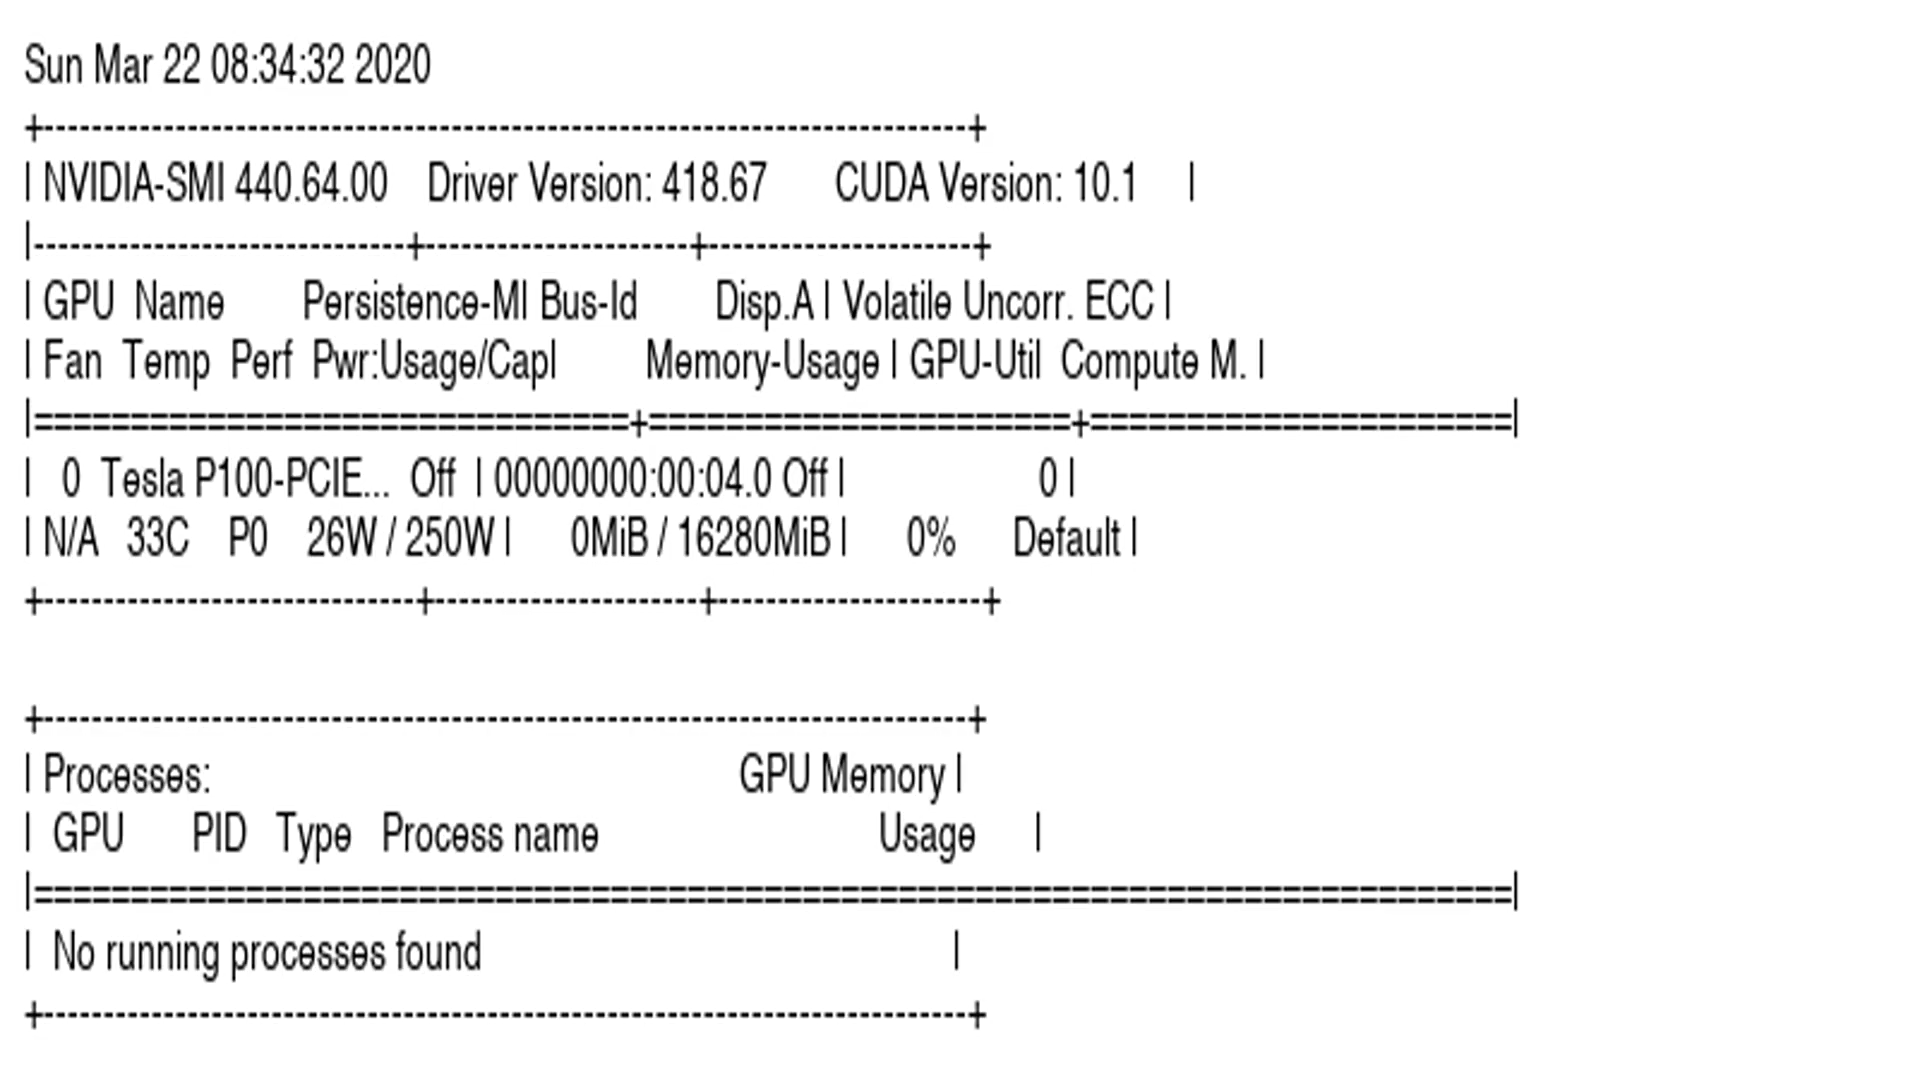 Sun Mar 22 08:34:32 2020
+-----------------------------------------------------------------------------+
| NVIDIA-SMI 440.64.00    Driver Version: 418.67       CUDA Version: 10.1     |
|-------------------------------+----------------------+----------------------+
| GPU  Name        Persistence-M| Bus-Id        Disp.A | Volatile Uncorr. ECC |
| Fan  Temp  Perf  Pwr:Usage/Cap|         Memory-Usage | GPU-Util  Compute M. |
|===============================+======================+======================|
|   0  Tesla P100-PCIE...  Off  | 00000000:00:04.0 Off |                    0 |
| N/A   33C    P0    26W / 250W |      0MiB / 16280MiB |      0%      Default |
+-------------------------------+----------------------+----------------------+
+-----------------------------------------------------------------------------+
| Processes:                                                       GPU Memory |
|  GPU       PID   Type   Process name                             Usage      |
|=============================================================================|
|  No running processes found                                                 |
+-----------------------------------------------------------------------------+